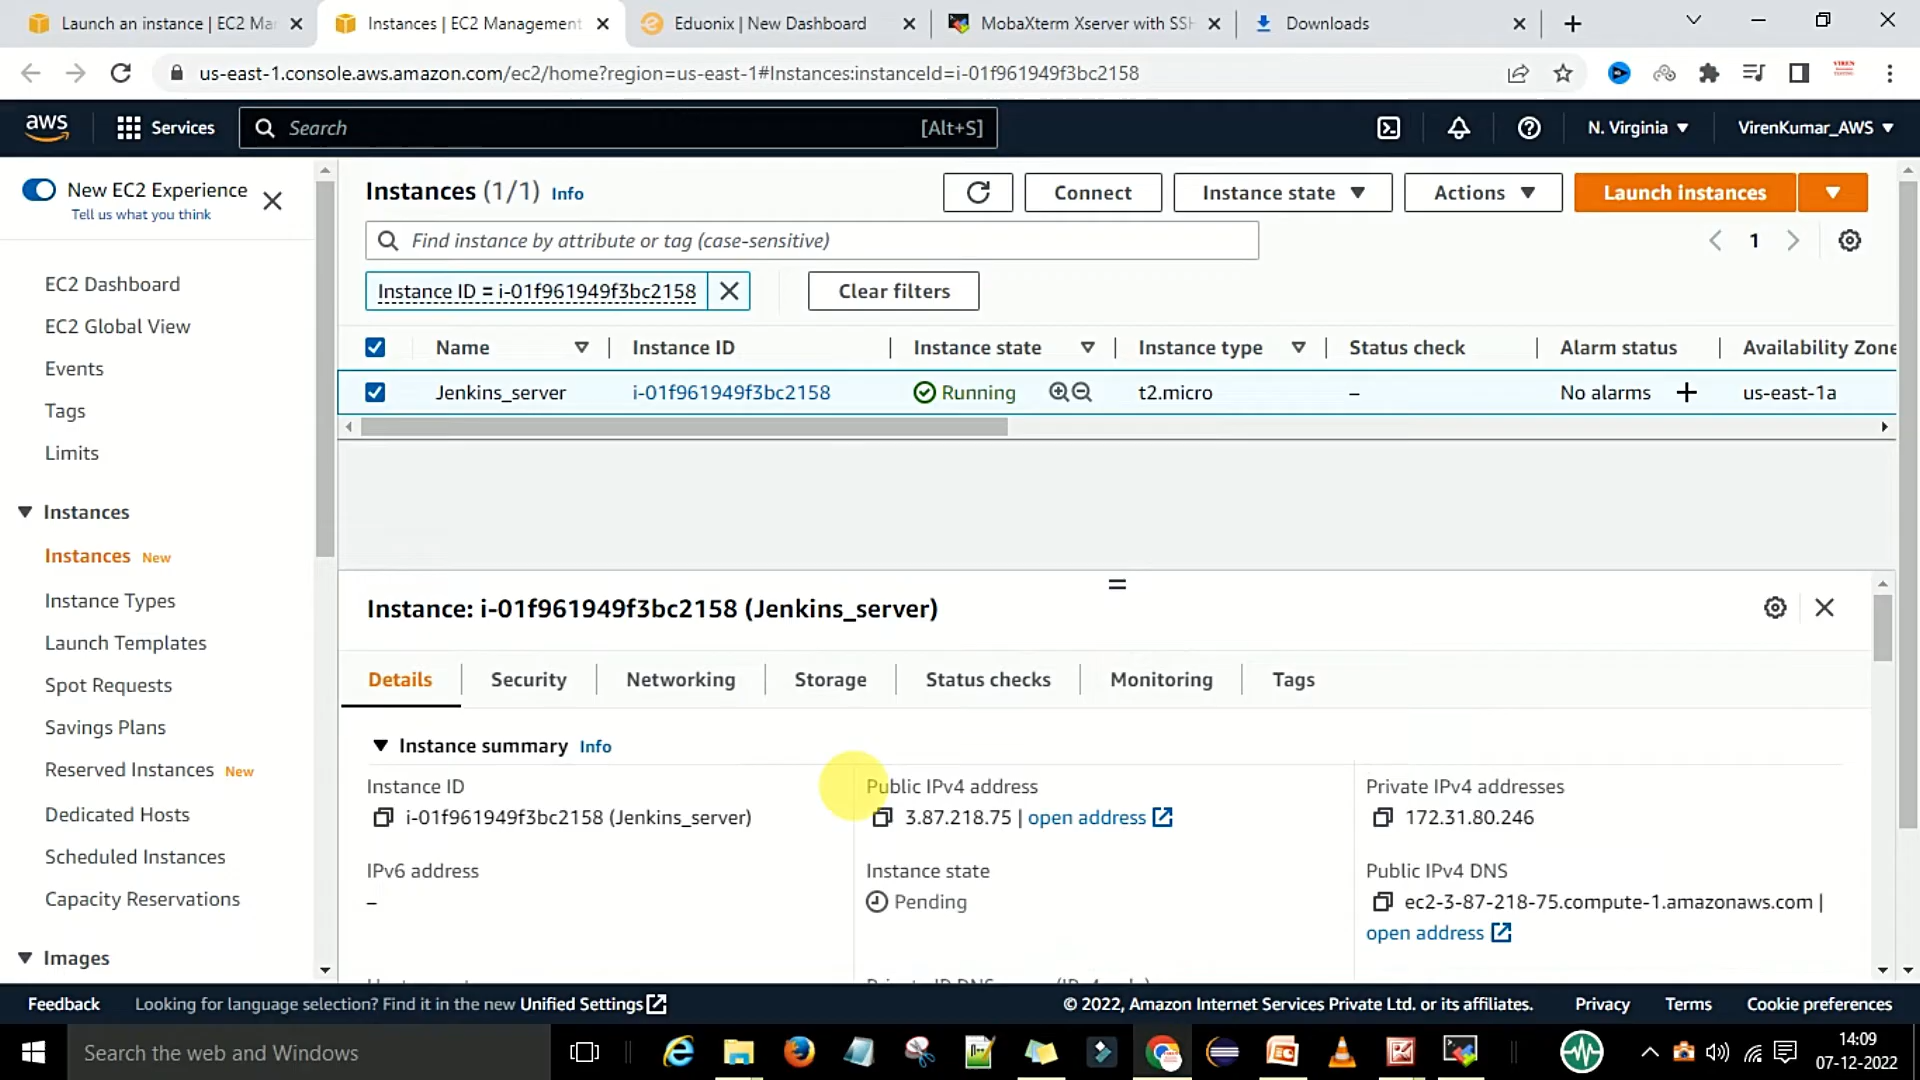 Launch an instance | EC2 Mar
Instances | EC2 Management
Eduonix | New Dashboard
MobaXterm Xserver with SSH
Downloads
us-east-1.console.aws.amazon.com/ec2/home?region=us-east-1#Instances:instanceId=i-01f961949f3bc2158
aws
Services
Search
[Alt+S]
N. Virginia
VirenKumar_AWS
New EC2 Experience
Tell us what you think
EC2 Dashboard
EC2 Global View
Events
Tags
Limits
Instances
Instances New
Instance Types
Launch Templates
Spot Requests
Savings Plans
Reserved Instances New
Dedicated Hosts
Scheduled Instances
Capacity Reservations
Images
Instances (1/1) Info
Connect
Instance state
Actions
Launch instances
Find instance by attribute or tag (case-sensitive)
1
Instance ID = i-01f961949f3bc2158
Clear filters
Name
Instance ID
Instance state
Instance type
Status check
Alarm status
Availability Zone
Jenkins_server
i-01f961949f3bc2158
Running
t2.micro
–
No alarms
us-east-1a
Instance: i-01f961949f3bc2158 (Jenkins_server)
Details
Security
Networking
Storage
Status checks
Monitoring
Tags
Instance summary Info
Instance ID
i-01f961949f3bc2158 (Jenkins_server)
Public IPv4 address
3.87.218.75 | open address
Private IPv4 addresses
172.31.80.246
IPv6 address
–
Instance state
Pending
Public IPv4 DNS
ec2-3-87-218-75.compute-1.amazonaws.com |
open address
Feedback
Looking for language selection? Find it in the new Unified Settings
© 2022, Amazon Internet Services Private Ltd. or its affiliates.
Privacy
Terms
Cookie preferences
Search the web and Windows
14:09
07-12-2022